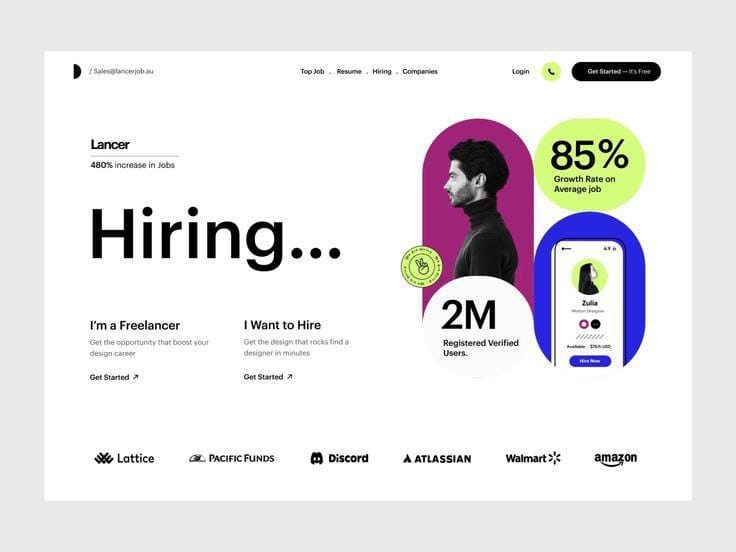 / Sales@lancerjob.au
Top Job . Resume . Hiring . Companies
Login
Get Started — It's Free
Lancer
480% increase in Jobs
Hiring...
I'm a Freelancer
Get the opportunity that boost your
design career
Get Started ↗
I Want to Hire
Get the design that rocks find a
designer in minutes
Get Started ↗
85%
Growth Rate on
Average job
2M
Registered Verified
Users.
4.9
Zulia
Motion Designer
Available . $75/h USD
Hire Now
Lattice
PACIFIC FUNDS
Discord
ATLASSIAN
Walmart
amazon